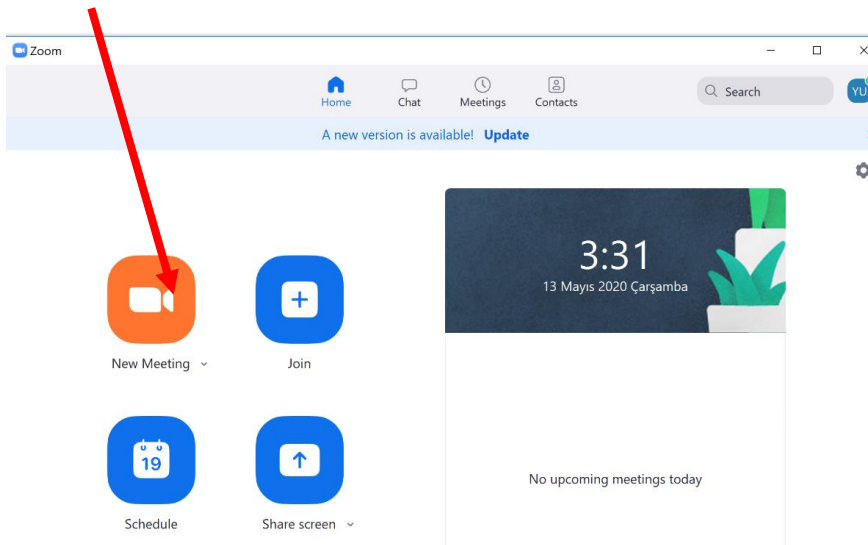 Zoom
Home Chat Meetings Contacts
Search
YU
A new version is available! Update
3:31
13 Mayıs 2020 Çarşamba
New Meeting
Join
19
Schedule
Share screen
No upcoming meetings today